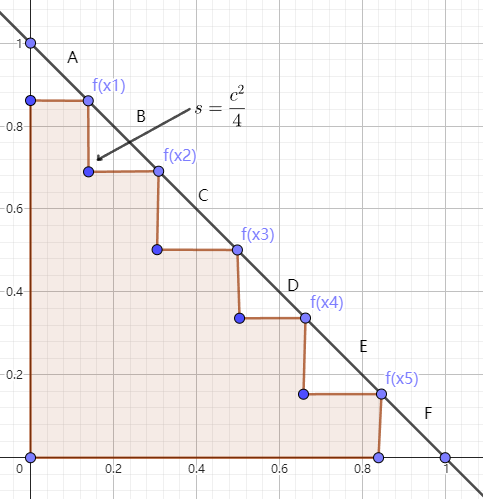 1
A
f(x1)
B
s = c²/4
0.8
f(x2)
C
0.6
f(x3)
0.4
D
f(x4)
E
0.2
f(x5)
F
0 0.2 0.4 0.6 0.8 1